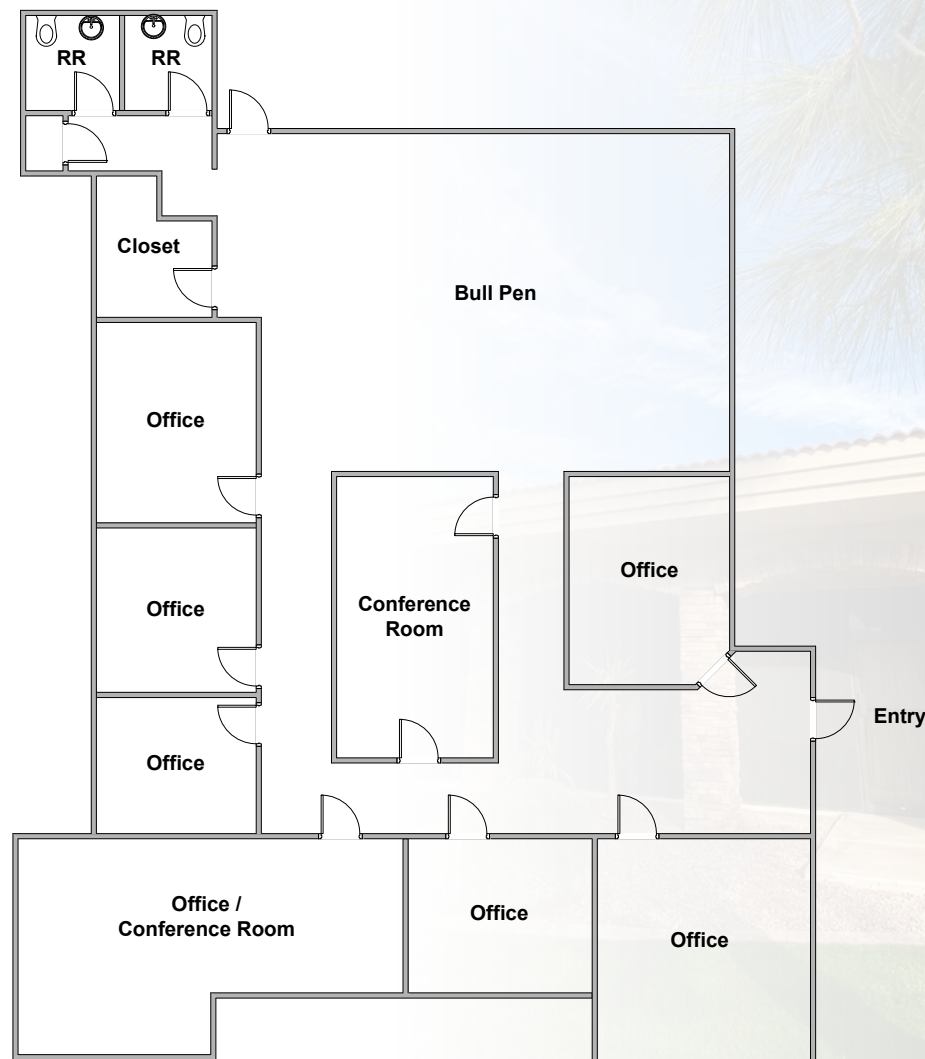 RR
RR
Closet
Bull Pen
Office
Office
Conference
Room
Office
Entry
Office
Office /
Conference Room
Office
Office